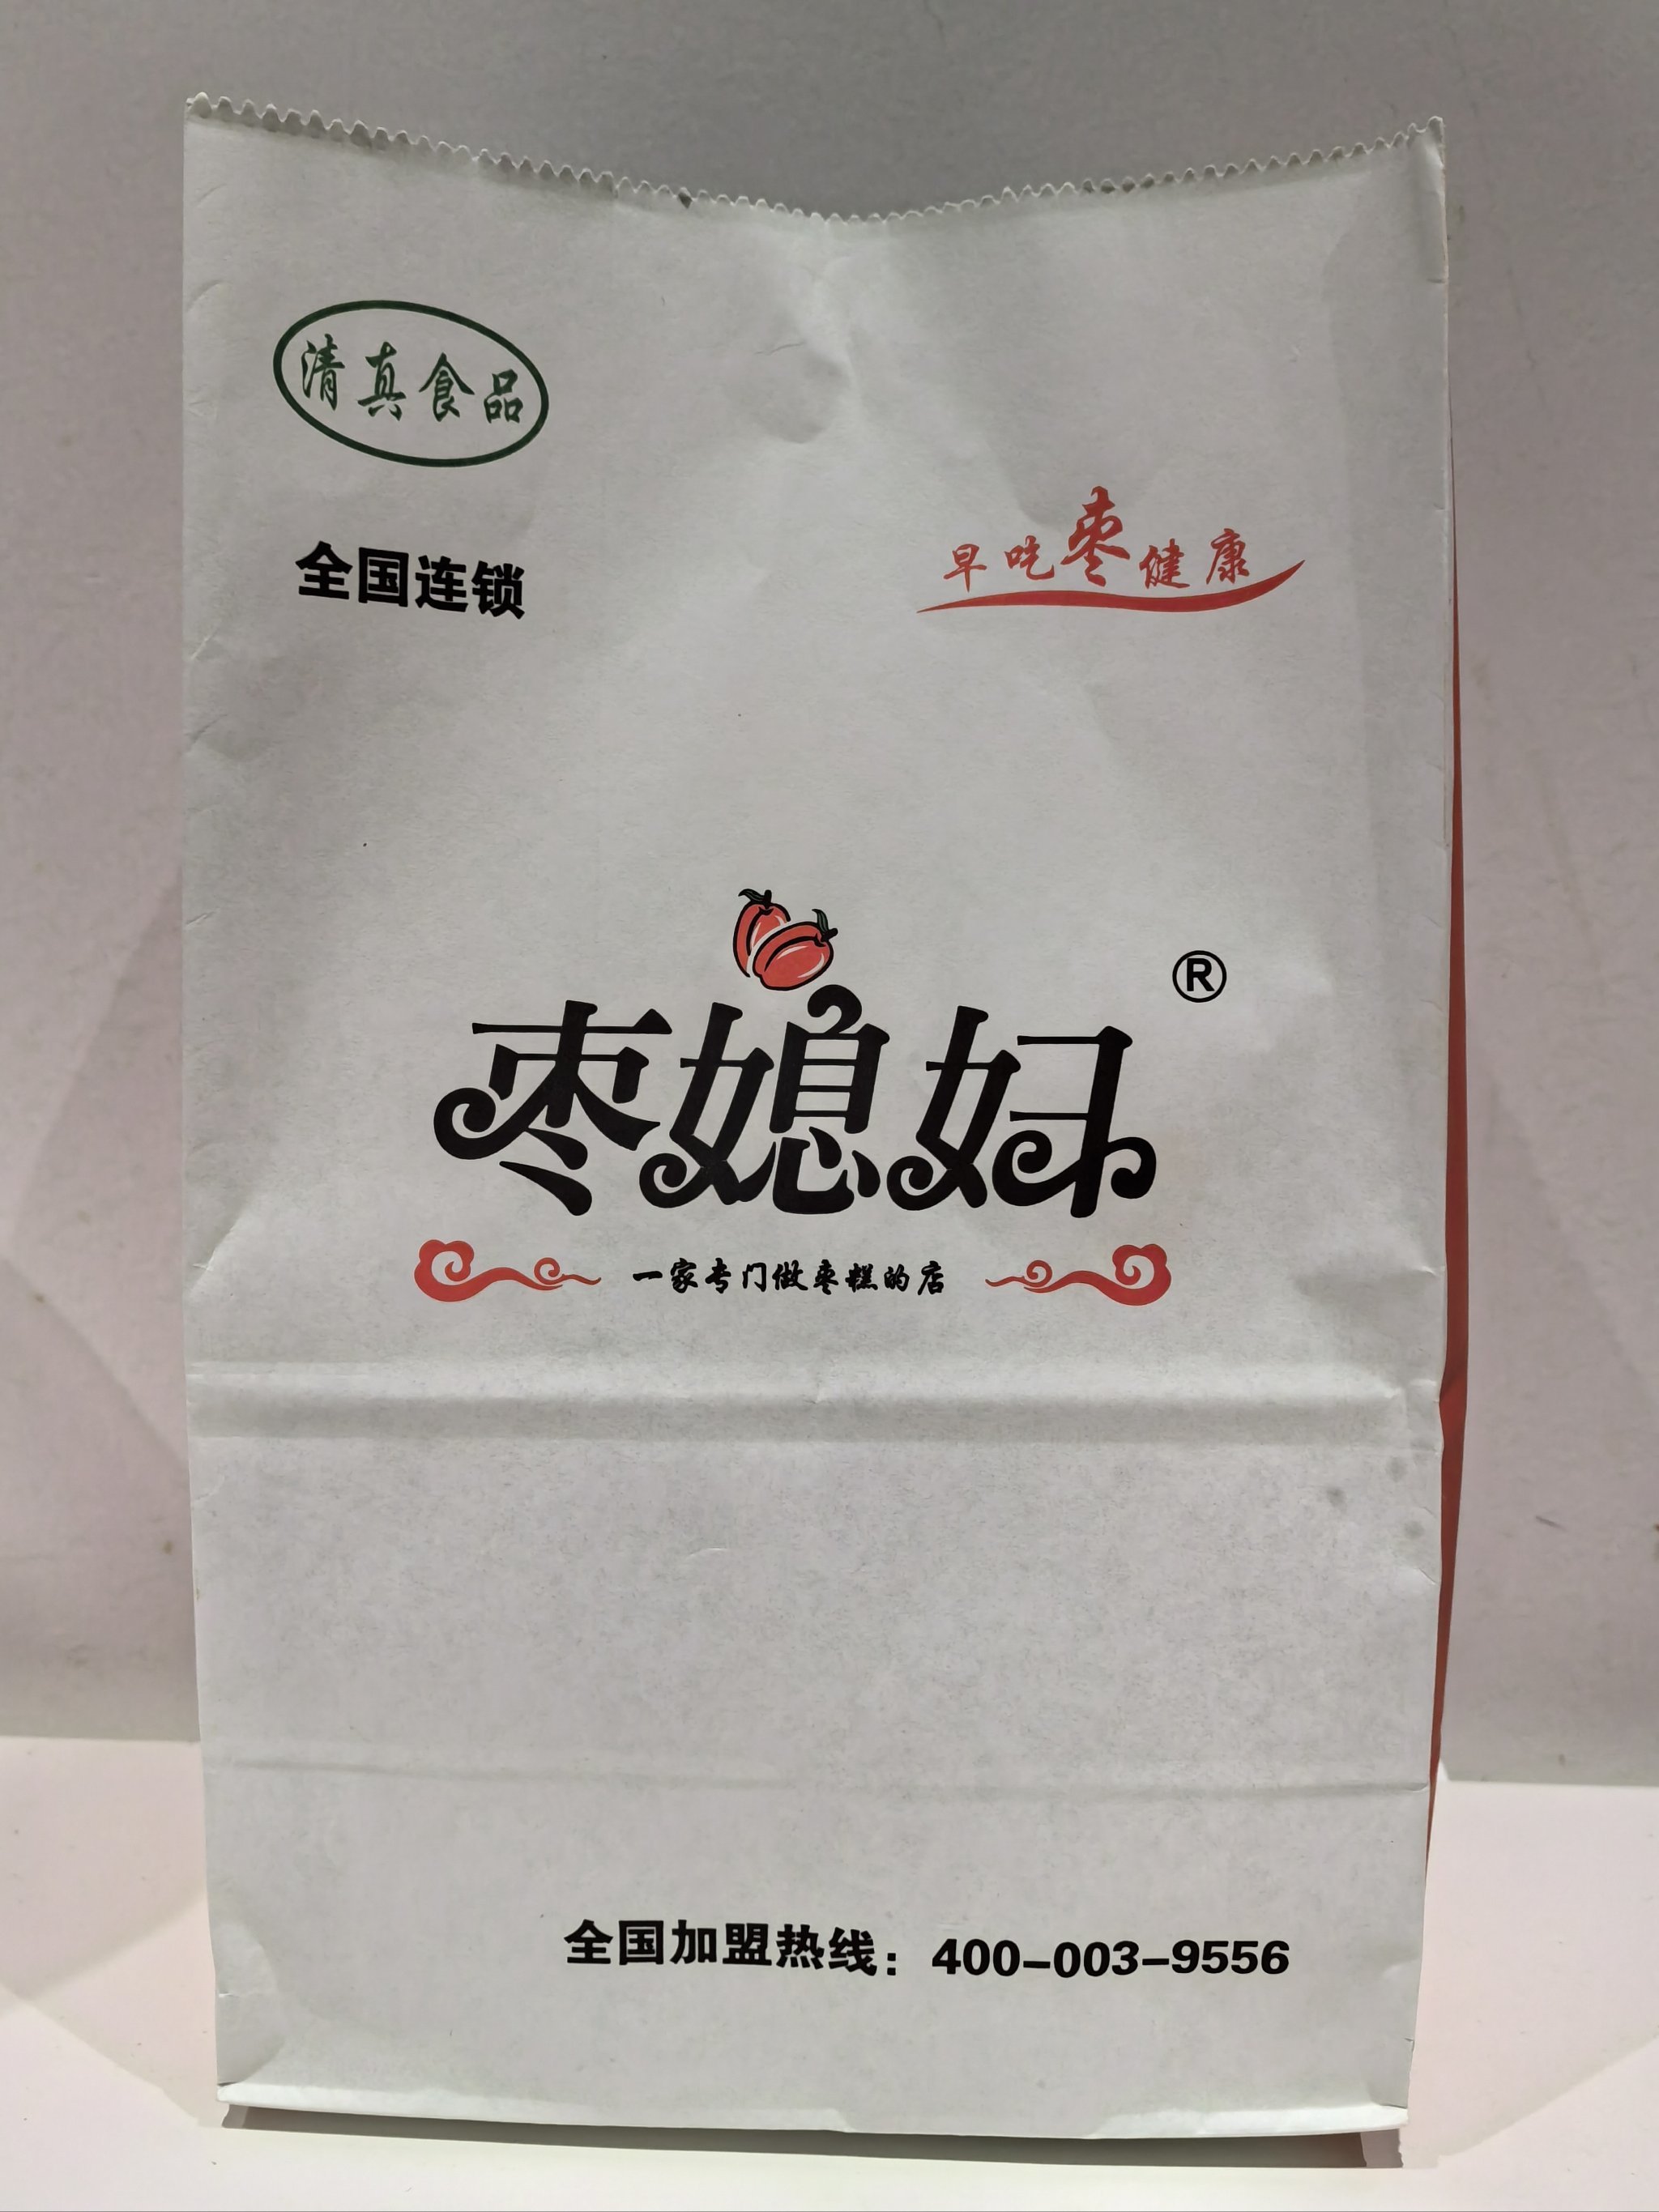 清真食品
全国连锁
早吃枣健康
枣媳妇®
一家专门做枣糕的店
全国加盟热线：400-003-9556